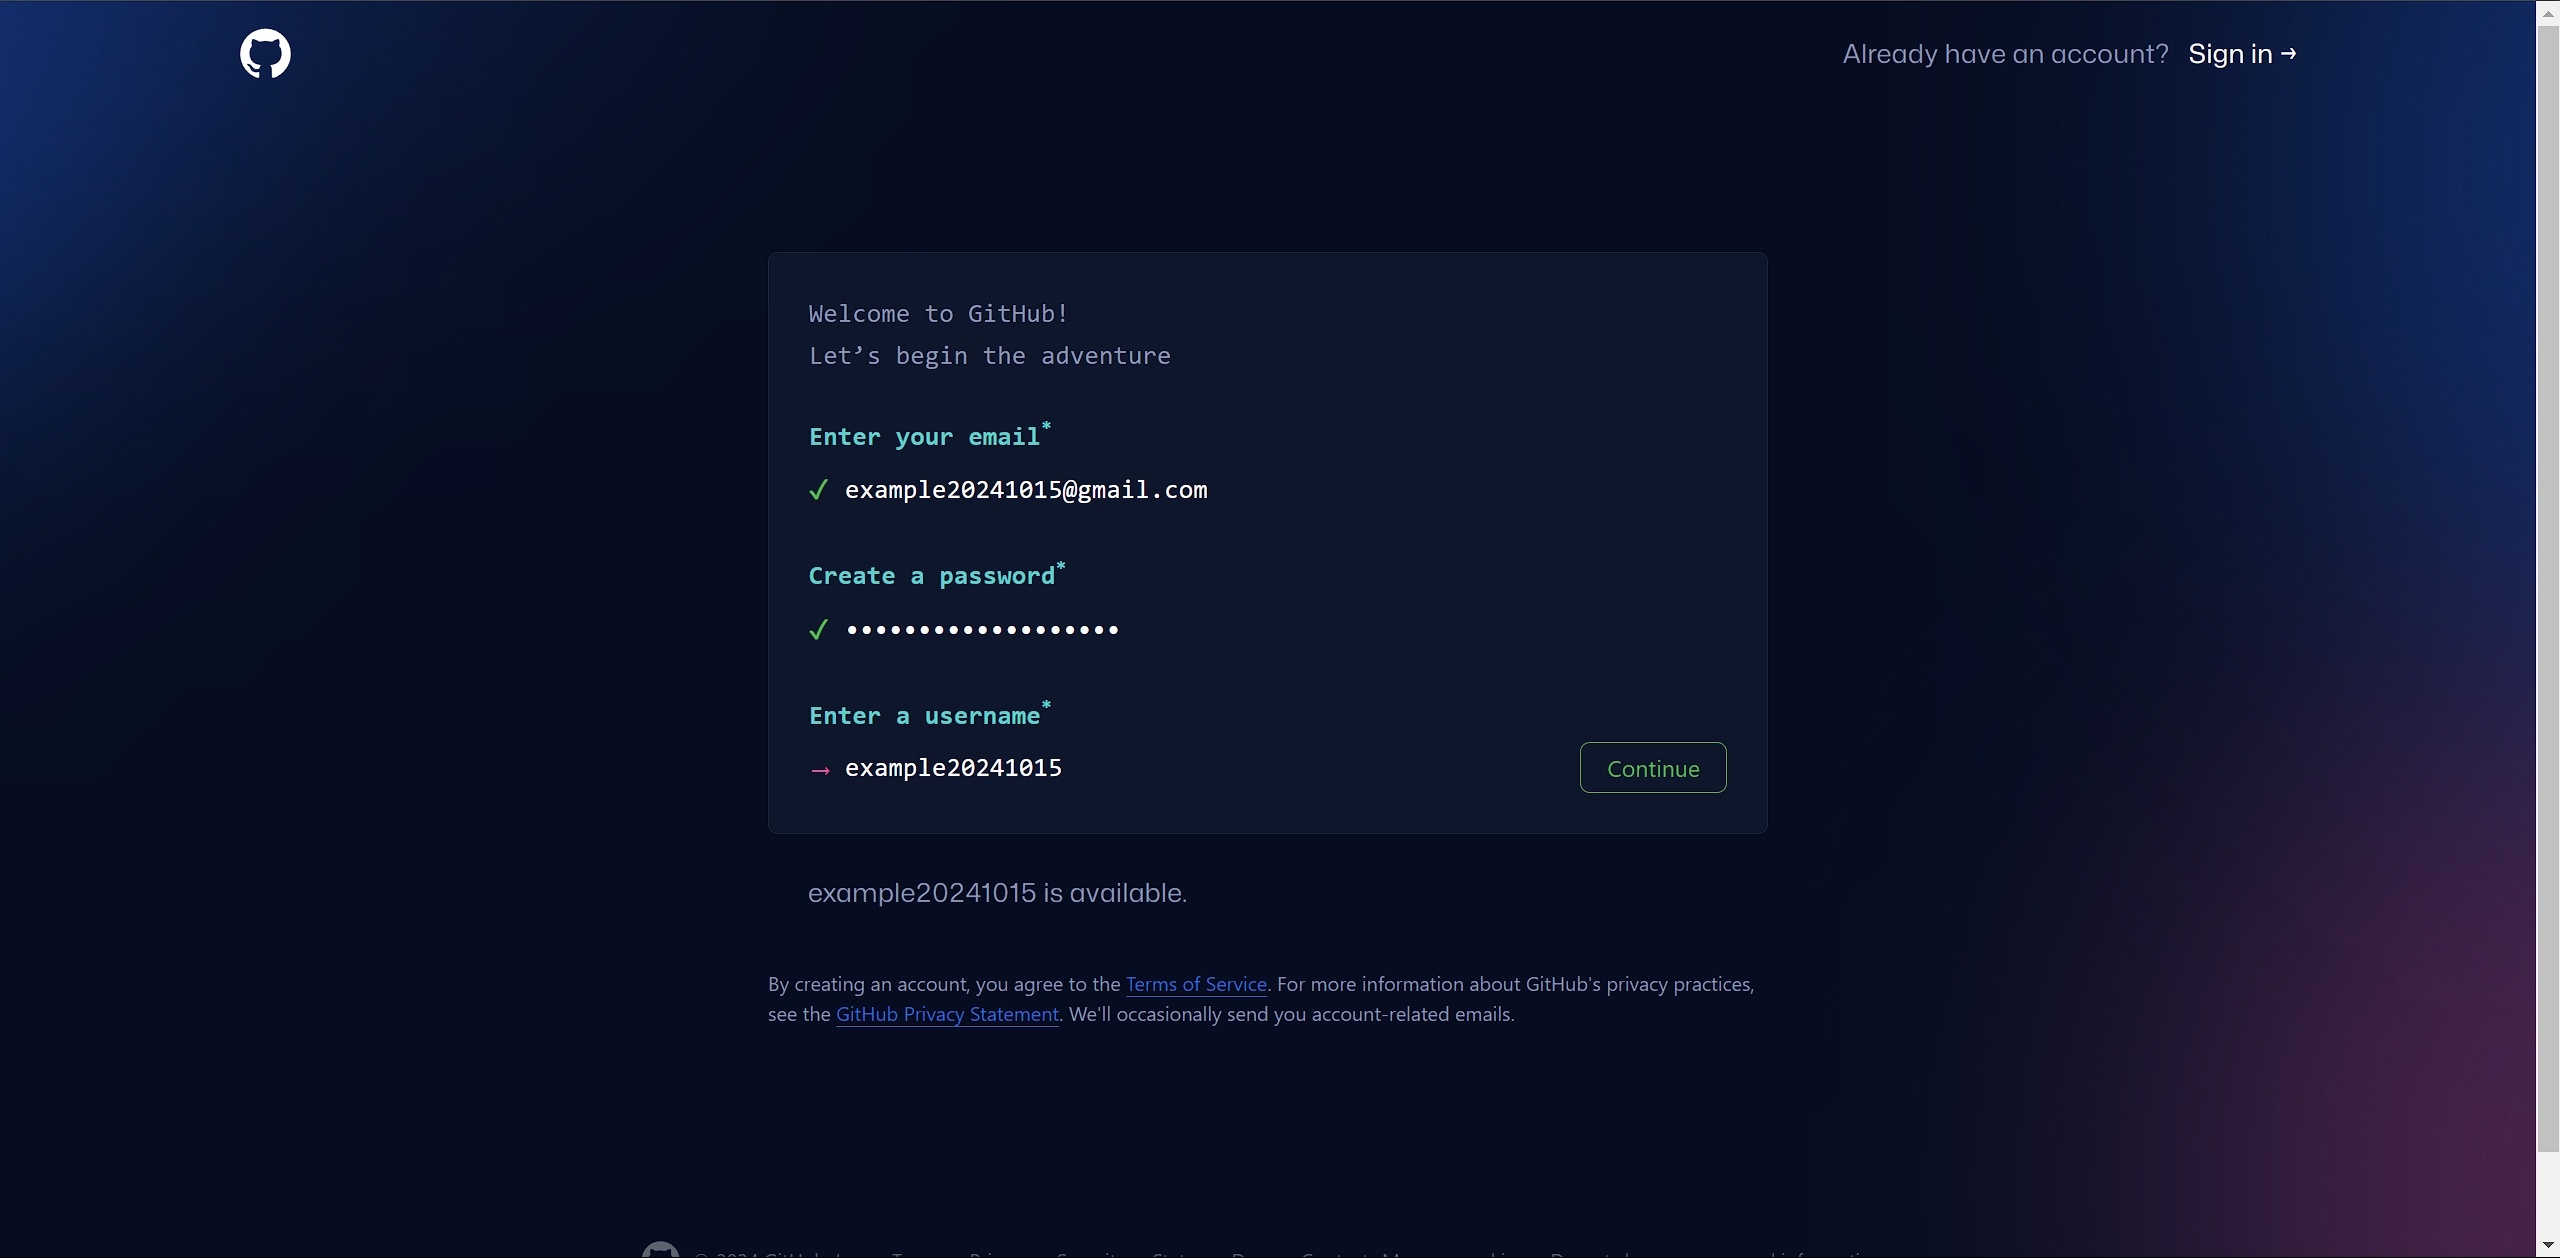 Already have an account? Sign in →
Welcome to GitHub!
Let’s begin the adventure
Enter your email*
✓ example20241015@gmail.com
Create a password*
✓ •••••••••••••••••••
Enter a username*
→ example20241015
Continue
example20241015 is available.
By creating an account, you agree to the Terms of Service. For more information about GitHub's privacy practices,
see the GitHub Privacy Statement. We'll occasionally send you account-related emails.